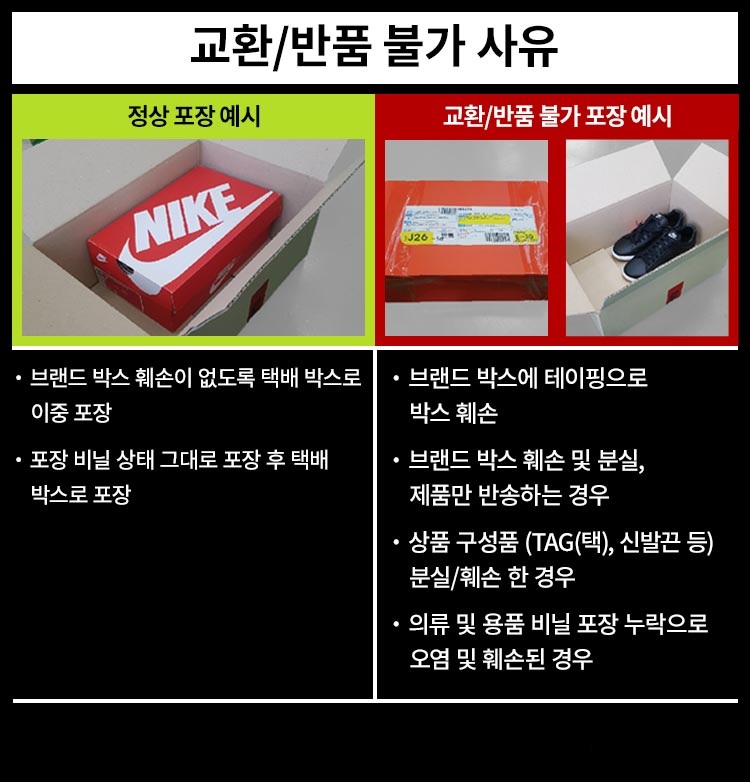 교환/반품 불가 사유
정상 포장 예시
교환/반품 불가 포장 예시
NIKE
J26
• 브랜드 박스 훼손이 없도록 택배 박스로
이중 포장
• 포장 비닐 상태 그대로 포장 후 택배
박스로 포장
• 브랜드 박스에 테이핑으로
박스 훼손
• 브랜드 박스 훼손 및 분실,
제품만 반송하는 경우
• 상품 구성품 (TAG(택), 신발끈 등)
분실/훼손 한 경우
• 의류 및 용품 비닐 포장 누락으로
오염 및 훼손된 경우